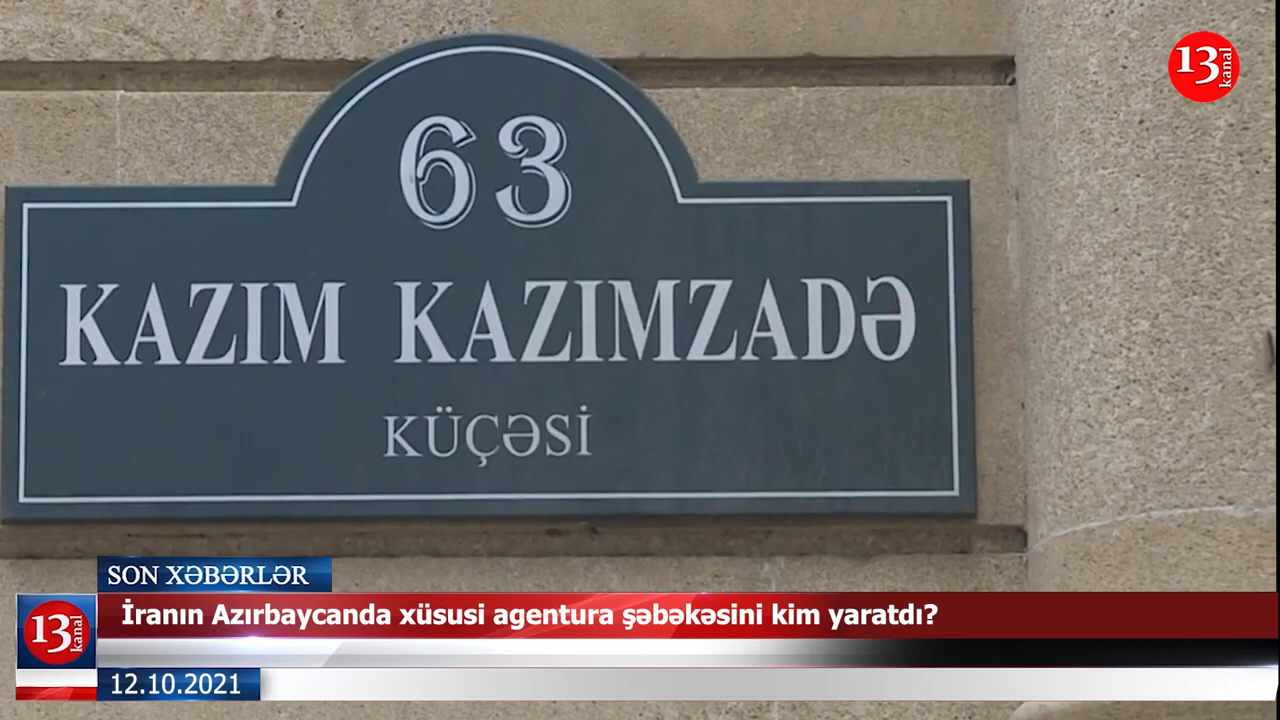 13 kanal
63
KAZIM KAZIMZADƏ
KÜÇƏSİ
SON XƏBƏRLƏR
13 kanal
İranın Azırbaycanda xüsusi agentura şəbəkəsini kim yaratdı?
12.10.2021